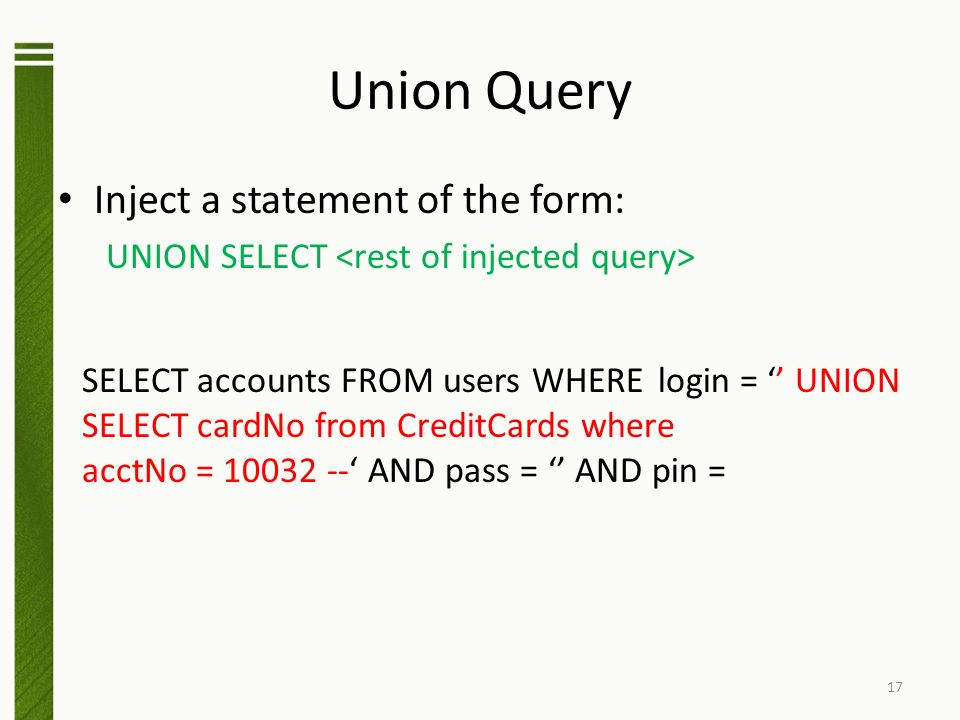 Union Query
• Inject a statement of the form:
UNION SELECT <rest of injected query>
SELECT accounts FROM users WHERE login = ‘’ UNION
SELECT cardNo from CreditCards where
acctNo = 10032 --‘ AND pass = ‘’ AND pin =
17